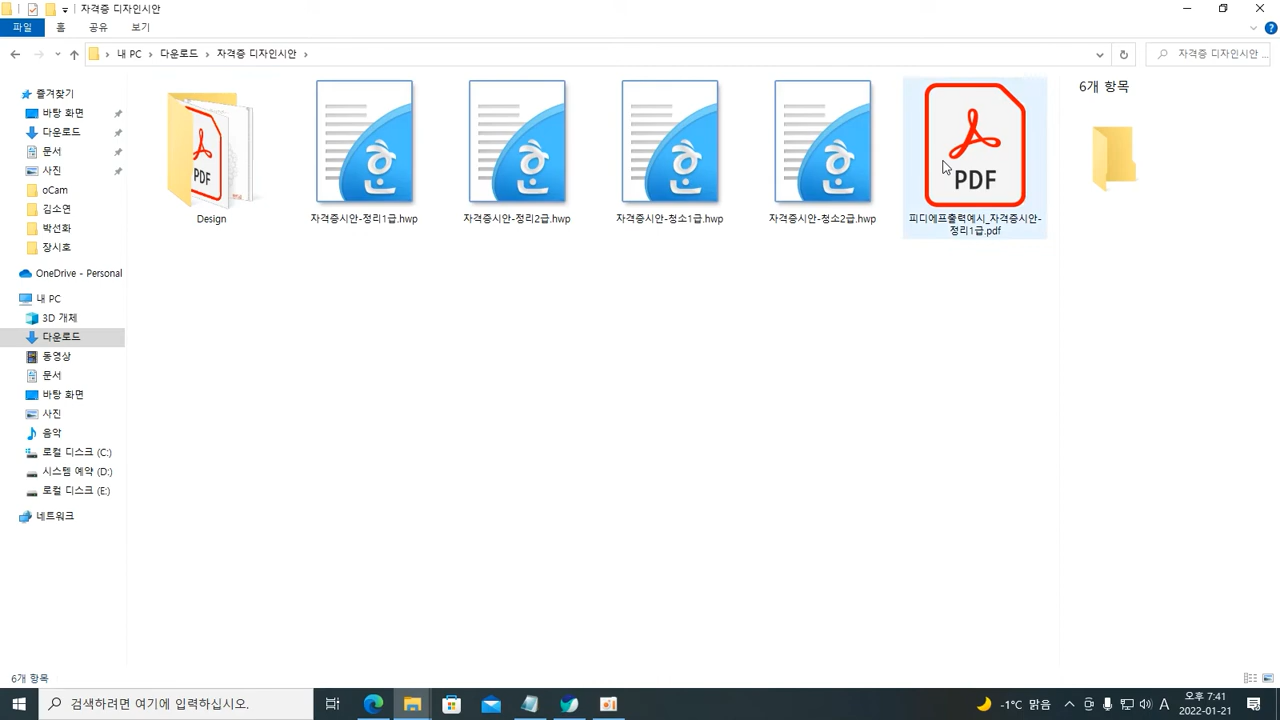 자격증 디자인시안
파일
홈
공유
보기
내 PC
다운로드
자격증 디자인시안
자격증 디자인시안 ...
즐겨찾기
바탕 화면
다운로드
문서
사진
oCam
김소연
박선화
장시호
OneDrive - Personal
내 PC
3D 개체
다운로드
동영상
문서
바탕 화면
사진
음악
로컬 디스크 (C:)
시스템 예약 (D:)
로컬 디스크 (E:)
네트워크
PDF
Design
한
자격증시안-정리1급.hwp
한
자격증시안-정리2급.hwp
한
자격증시안-청소1급.hwp
한
자격증시안-청소2급.hwp
PDF
피디에프출력예시_자격증시안-
정리1급.pdf
6개 항목
6개 항목
검색하려면 여기에 입력하십시오.
-1°C 맑음
A
오후 7:41
2022-01-21